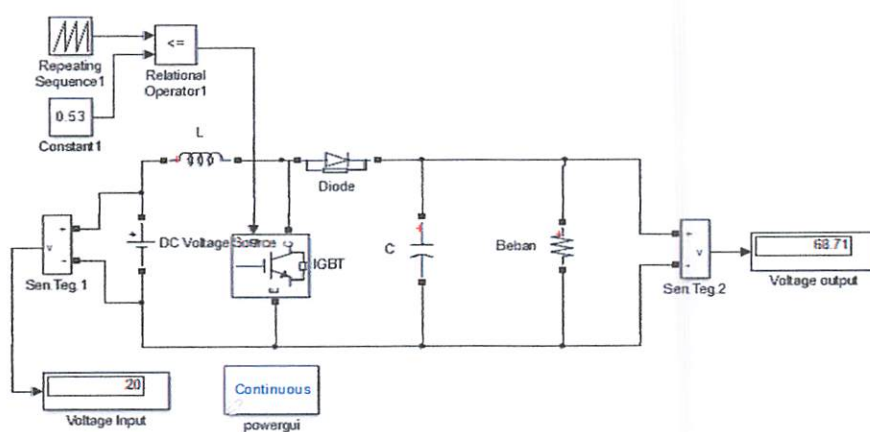 <=
Repeating
Sequence1
Relational
Operator1
0.53
Constant1
L
Diode
+
v
-
Sen.Teg.1
+
DC Voltage Source
C
E
IGBT
C
+
Beban
+
+
v
-
Sen.Teg.2
68.71
Voltage output
20
Voltage Input
Continuous
powergui